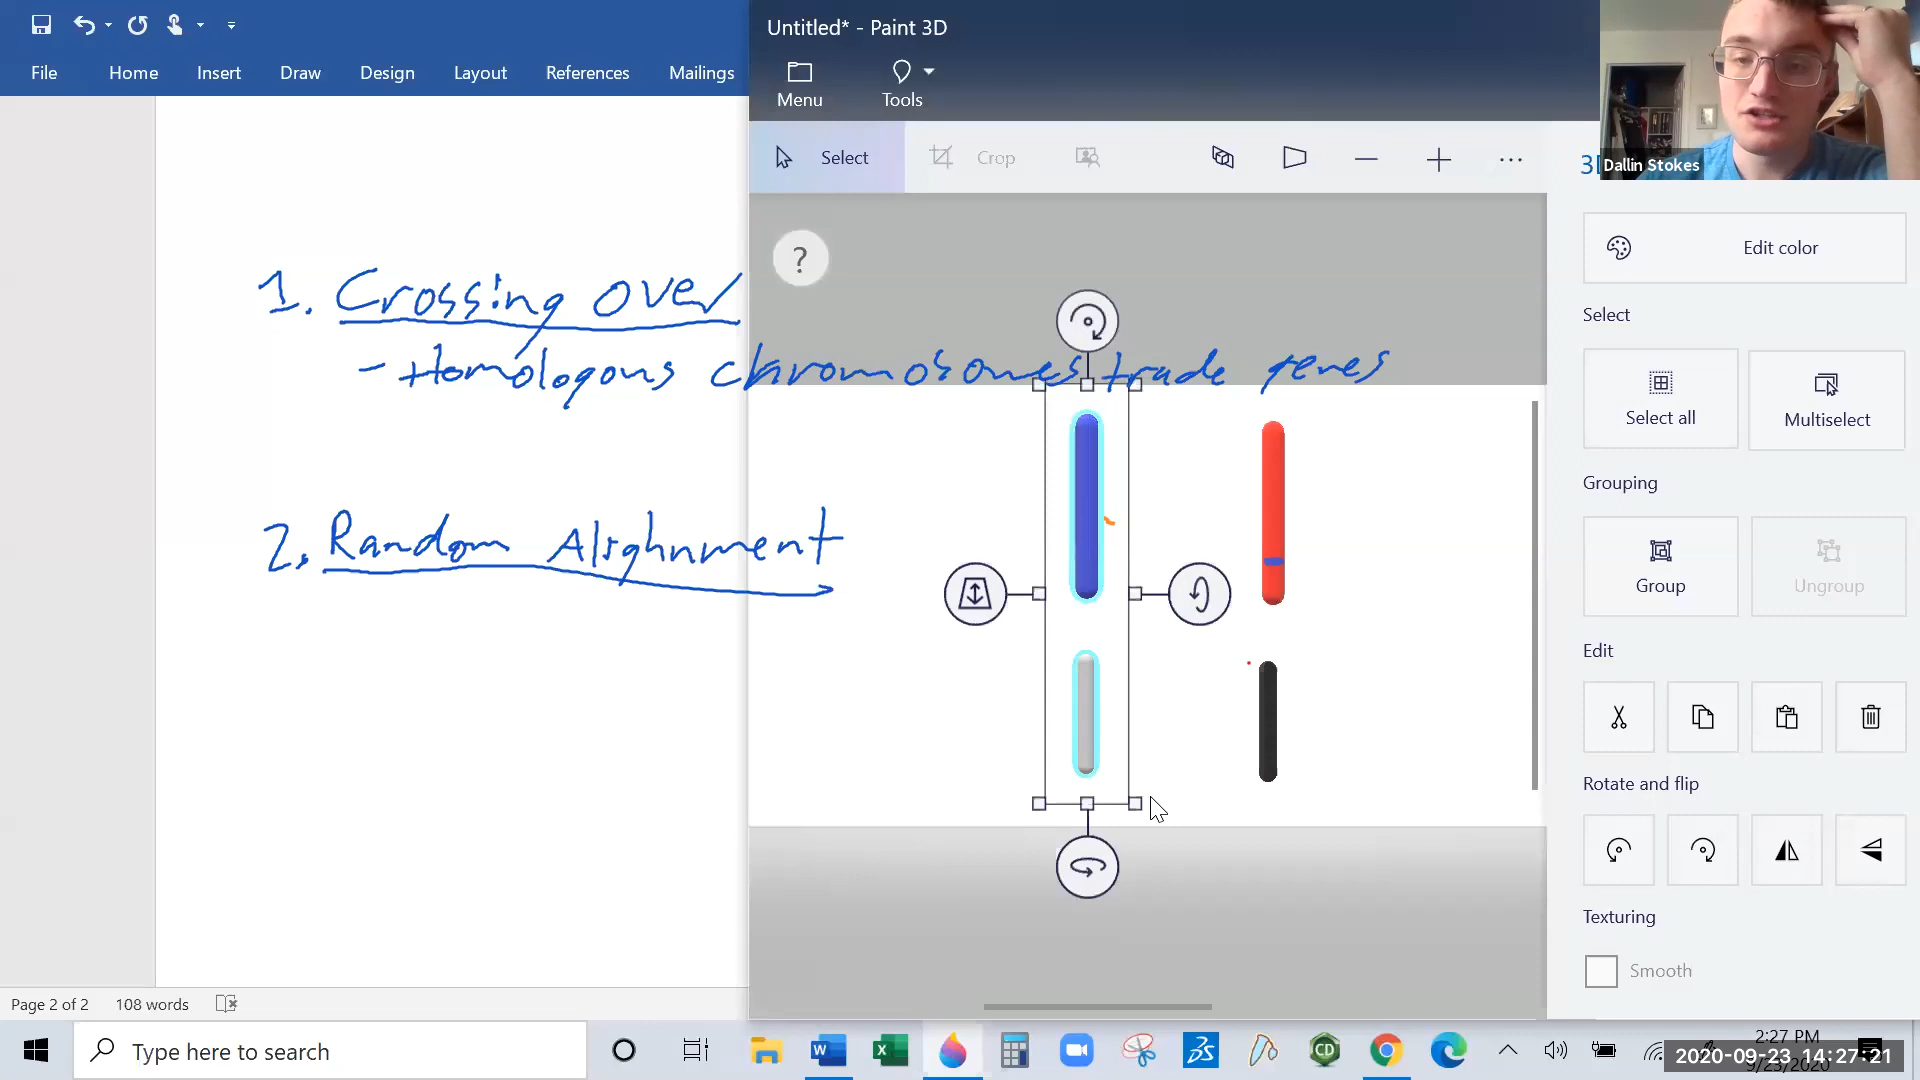 Untitled* - Paint 3D
File Home Insert Draw Design Layout References Mailings
Menu Tools
Select Crop
Dallin Stokes
Edit color
Select
Select all Multiselect
Grouping
Group Ungroup
Edit
Rotate and flip
Texturing
Smooth
?
1. Crossing over
- Homologous chromosomes trade genes
2. Random Alighnment
Page 2 of 2 108 words
Type here to search
2:27 PM
2020-09-23 14:27:21